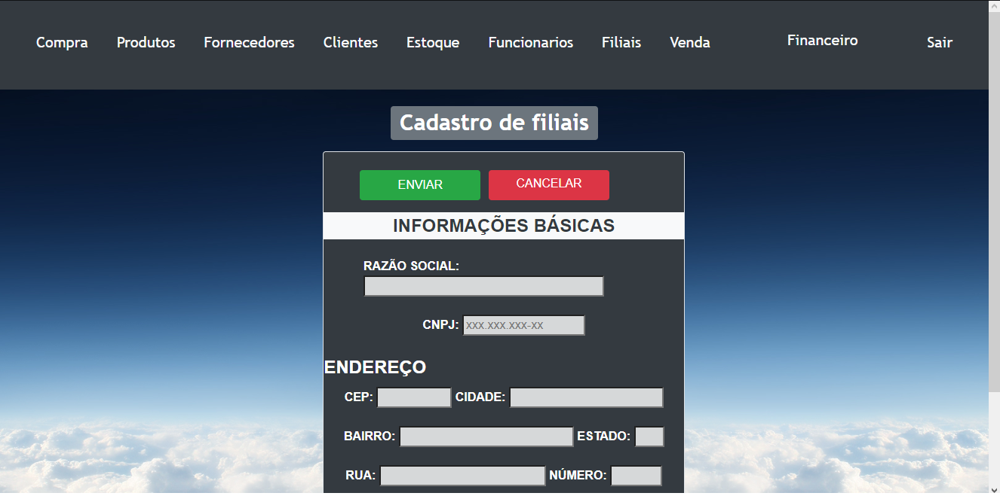 Compra Produtos Fornecedores Clientes Estoque Funcionarios Filiais Venda Financeiro Sair
Cadastro de filiais
ENVIAR CANCELAR
INFORMAÇÕES BÁSICAS
RAZÃO SOCIAL:
CNPJ: xxx.xxx.xxx-xx
ENDEREÇO
CEP: CIDADE:
BAIRRO: ESTADO:
RUA: NÚMERO: